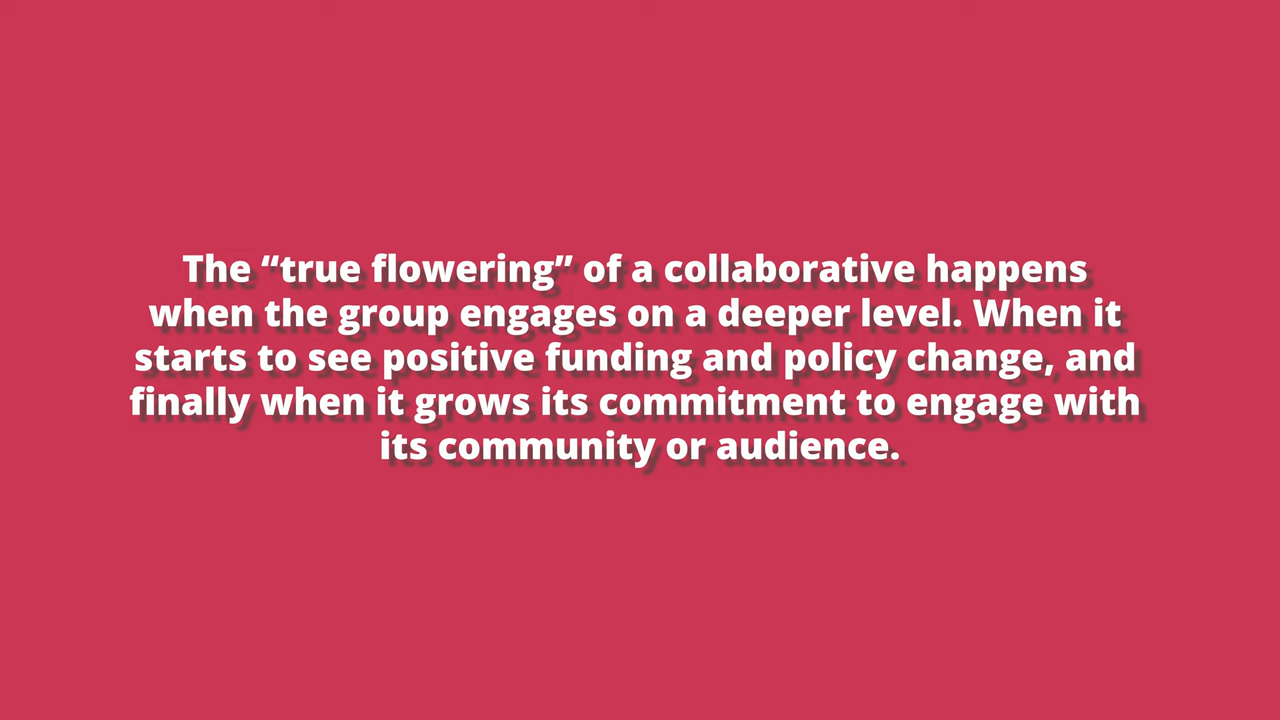 The “true flowering” of a collaborative happens
when the group engages on a deeper level. When it
starts to see positive funding and policy change, and
finally when it grows its commitment to engage with
its community or audience.